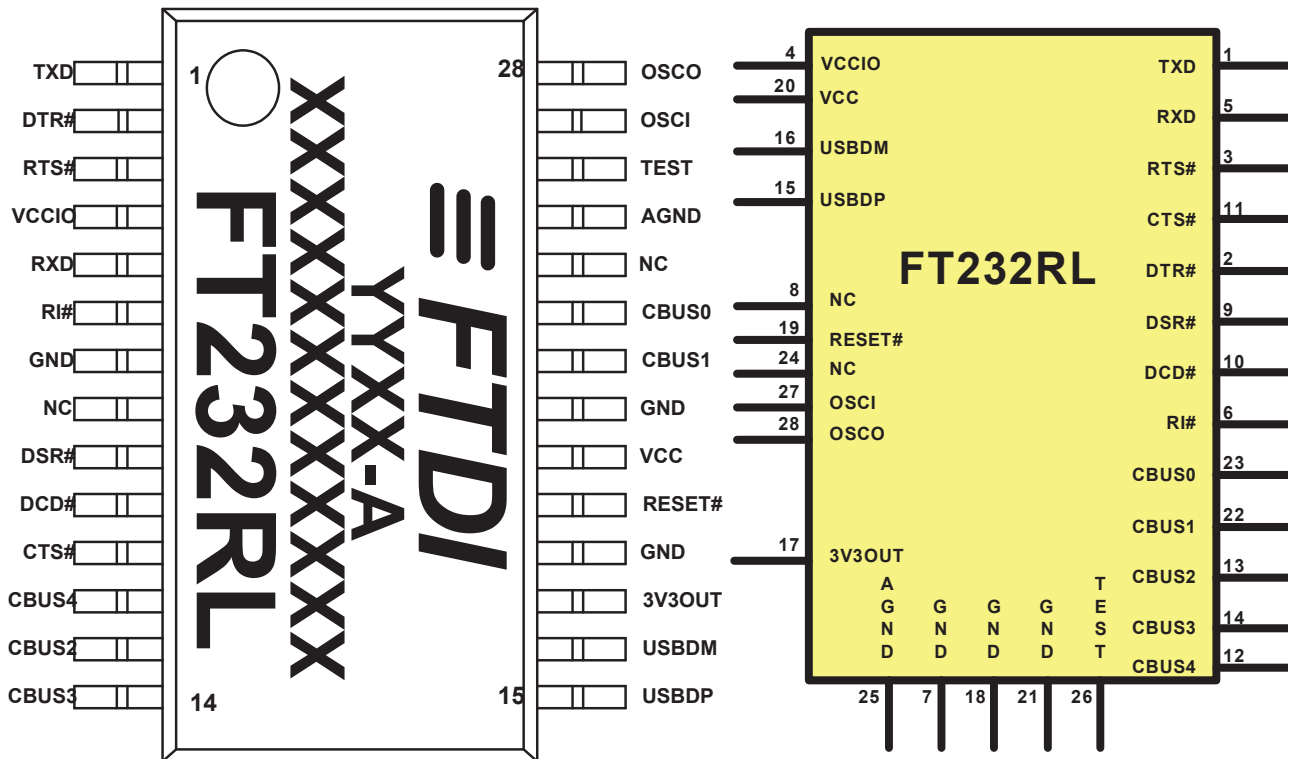 TXD
DTR#
RTS#
VCCIO
RXD
RI#
GND
NC
DSR#
DCD#
CTS#
CBUS4
CBUS2
CBUS3
1
28
14
15
FTDI
YYXX-A
XXXXXXXXXXXX
FT232RL
OSCO
OSCI
TEST
AGND
NC
CBUS0
CBUS1
GND
VCC
RESET#
GND
3V3OUT
USBDM
USBDP
4 VCCIO
20 VCC
16 USBDM
15 USBDP
8 NC
19 RESET#
24 NC
27 OSCI
28 OSCO
17 3V3OUT
FT232RL
TXD 1
RXD 5
RTS# 3
CTS# 11
DTR# 2
DSR# 9
DCD# 10
RI# 6
CBUS0 23
CBUS1 22
CBUS2 13
CBUS3 14
CBUS4 12
AGND 25
GND 7
GND 18
GND 21
TEST 26